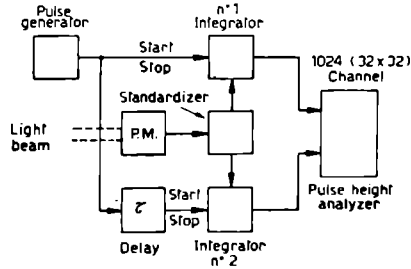 Pulse
generator
n°1
Integrator
Start
Stop
1024 (32x32)
Channel
Standardizer
Light
beam
P.M.
τ
Start
Stop
Delay
Integrator
n°2
Pulse height
analyzer